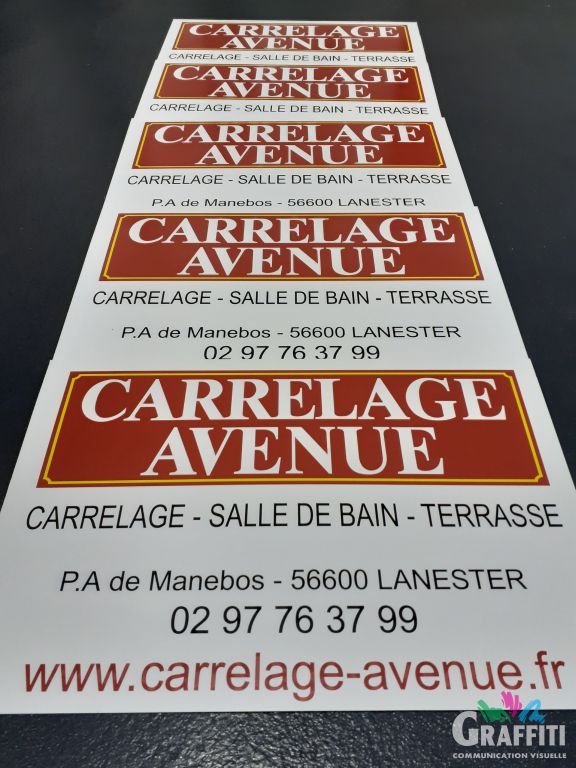 CARRELAGE
AVENUE
CARRELAGE - SALLE DE BAIN - TERRASSE
CARRELAGE
AVENUE
CARRELAGE - SALLE DE BAIN - TERRASSE
CARRELAGE
AVENUE
CARRELAGE - SALLE DE BAIN - TERRASSE
P.A de Manebos - 56600 LANESTER
CARRELAGE
AVENUE
CARRELAGE - SALLE DE BAIN - TERRASSE
P.A de Manebos - 56600 LANESTER
02 97 76 37 99
CARRELAGE
AVENUE
CARRELAGE - SALLE DE BAIN - TERRASSE
P.A de Manebos - 56600 LANESTER
02 97 76 37 99
www.carrelage-avenue.fr
GRAFFITI
COMMUNICATION VISUELLE